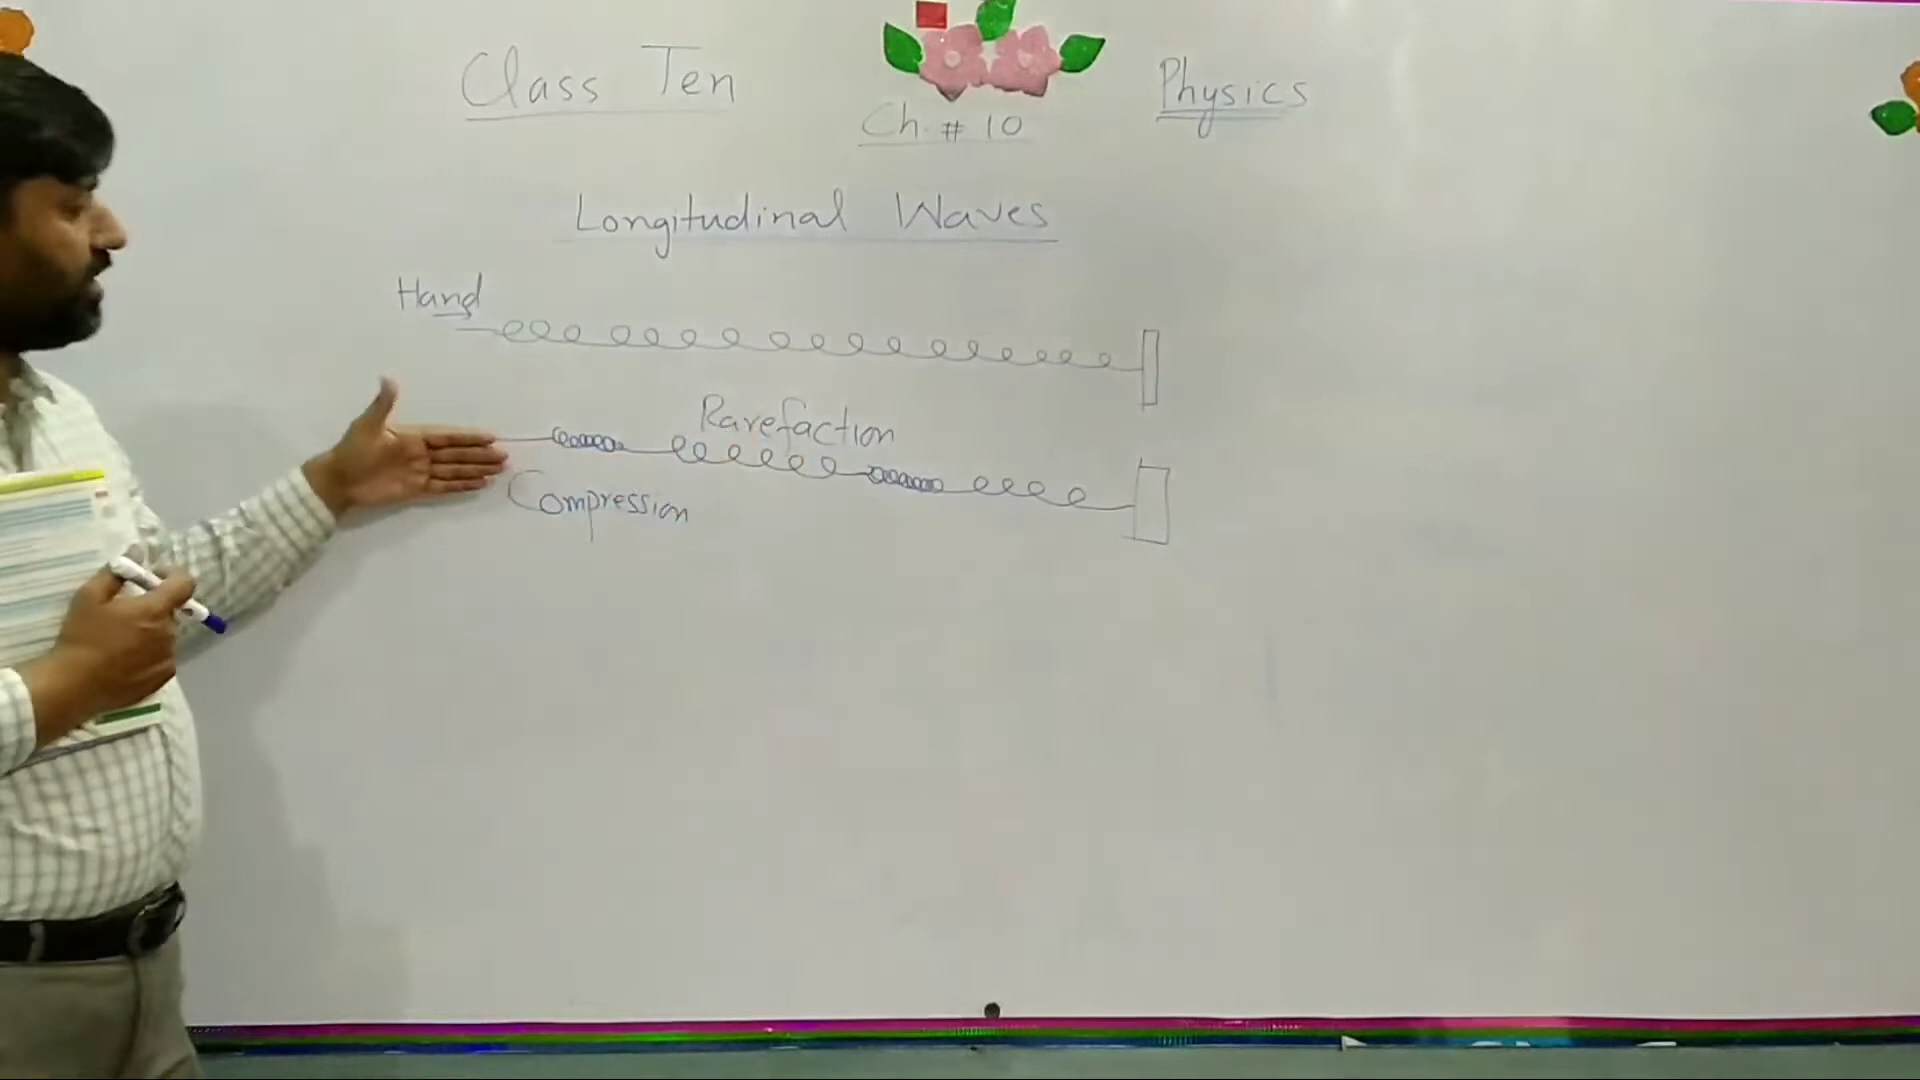 Class Ten
Physics
Ch. # 10
Longitudinal Waves
Hand
Rarefaction
Compression